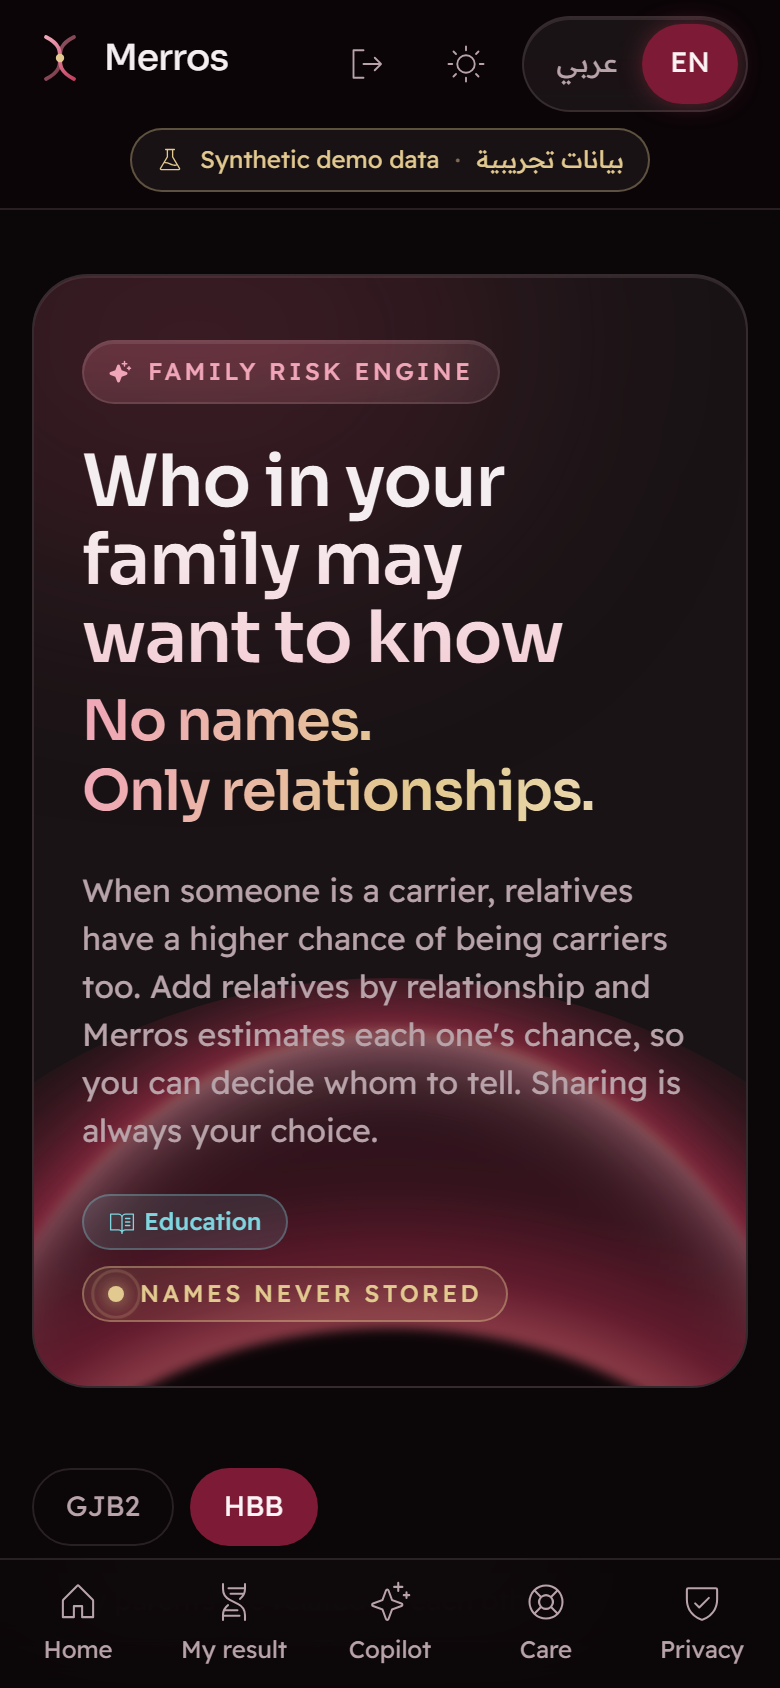 Merros
عربي
EN
Synthetic demo data · بيانات تجريبية
FAMILY RISK ENGINE
Who in your
family may
want to know
No names.
Only relationships.
When someone is a carrier, relatives
have a higher chance of being carriers
too. Add relatives by relationship and
Merros estimates each one's chance, so
you can decide whom to tell. Sharing is
always your choice.
Education
NAMES NEVER STORED
GJB2
HBB
Home
My result
Copilot
Care
Privacy